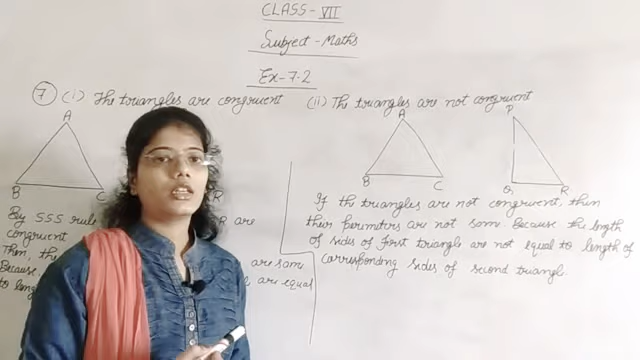 CLASS-VII
Subject-Maths
Ex-7.2
7 (i) The triangles are congruent
A
B C
R
By SSS rule R are
congruent
Then, the are same
Because, are equal
to leng
(ii) The triangles are not congruent
A P
B C Q R
If the triangles are not congruent, then
their perimeters are not same. Because the length
of sides of first triangle are not equal to length of
corresponding sides of second triangle.